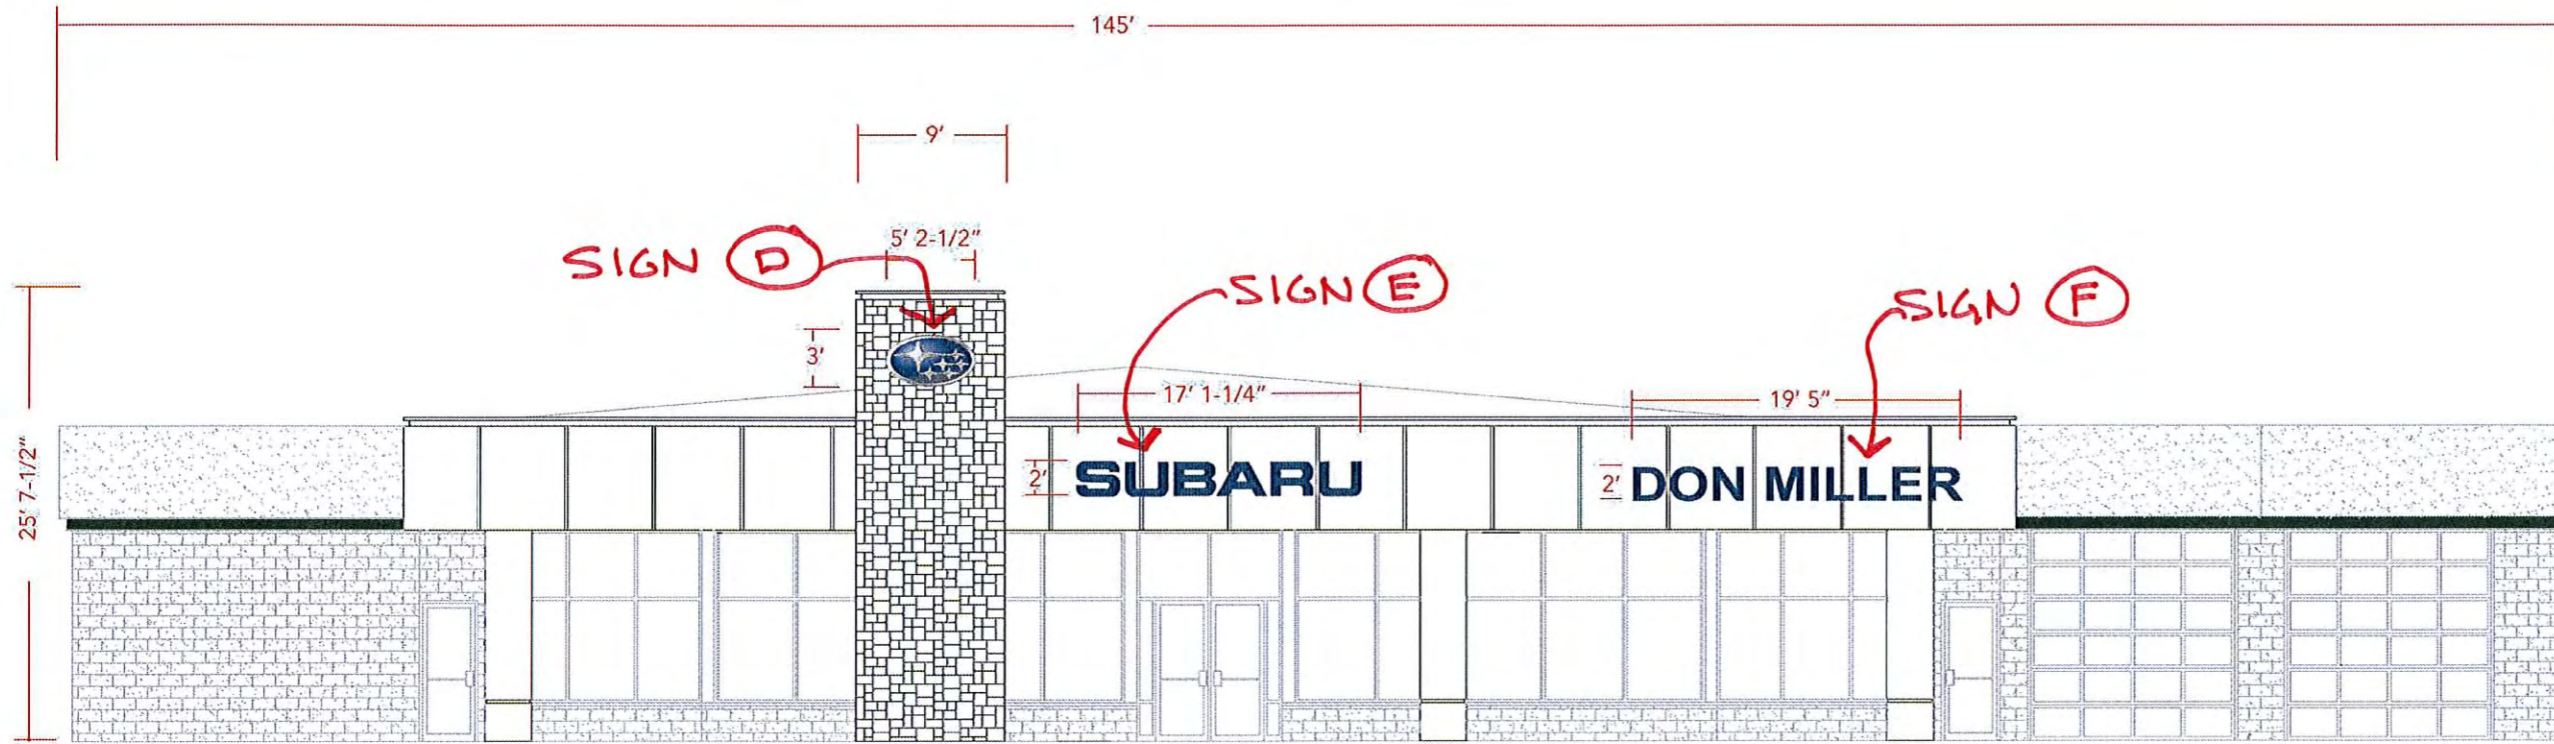 145'
9'
5' 2-1/2"
SIGN D
SIGN E
SIGN F
25' 7-1/2"
3'
17' 1-1/4"
19' 5"
2'
SUBARU
2'
DON MILLER